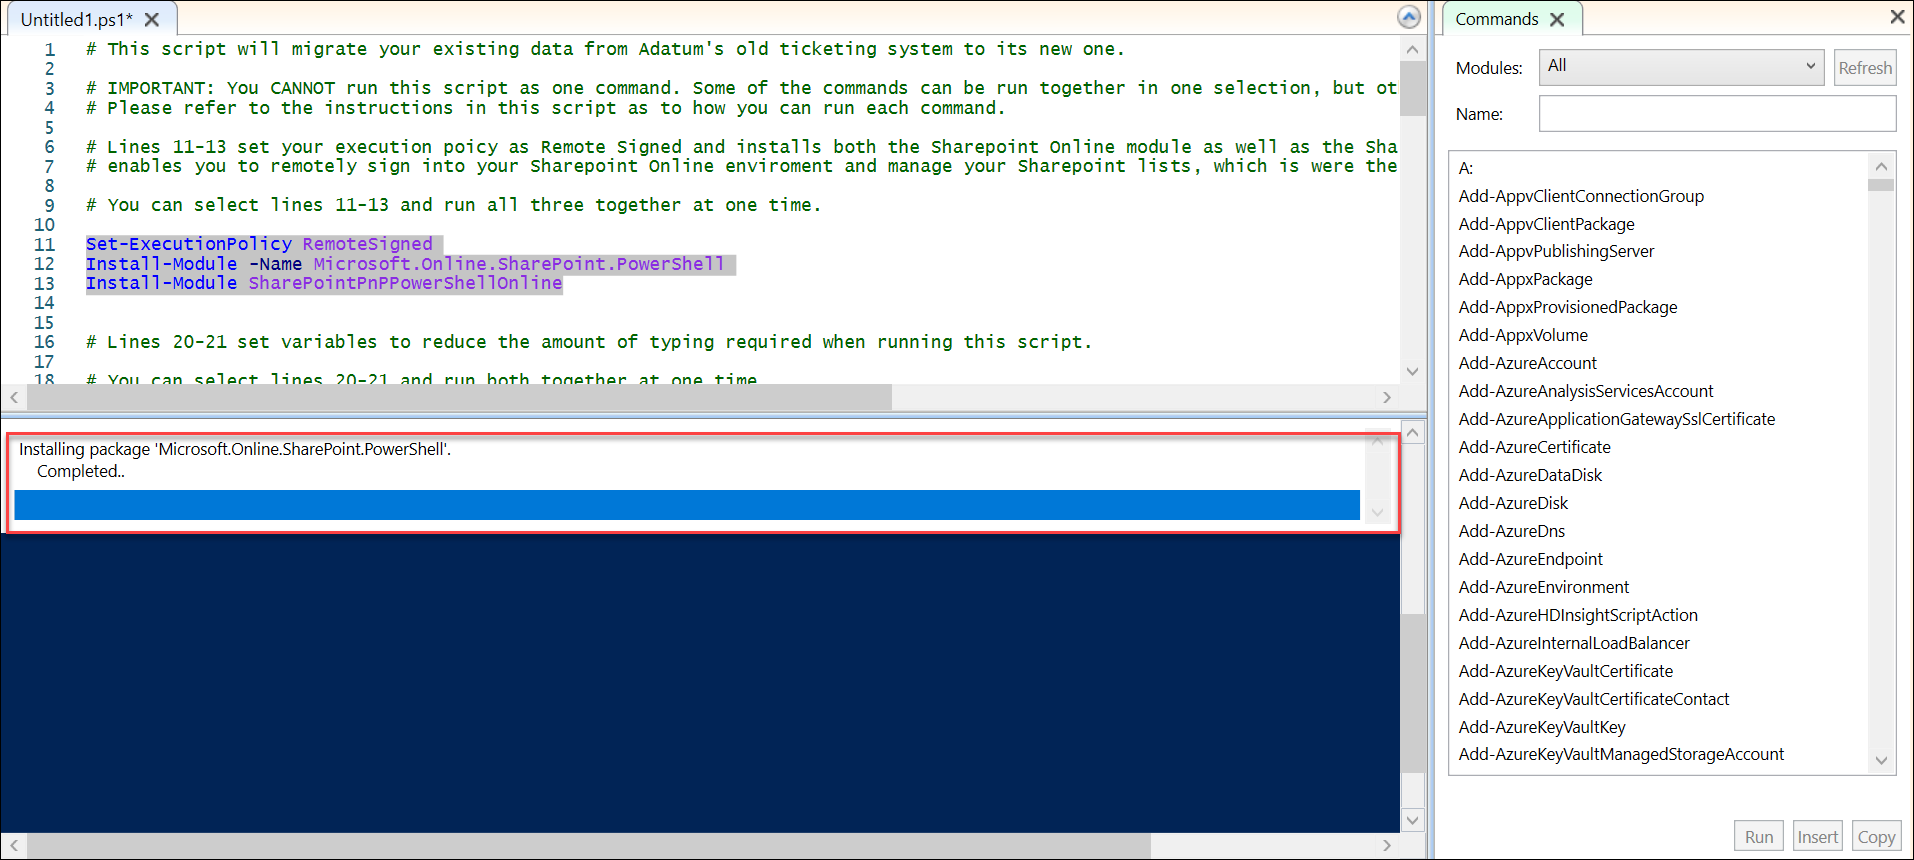 Untitled1.ps1*
1 # This script will migrate your existing data from Adatum's old ticketing system to its new one.
2
3 # IMPORTANT: You CANNOT run this script as one command. Some of the commands can be run together in one selection, but ot
4 # Please refer to the instructions in this script as to how you can run each command.
5
6 # Lines 11-13 set your execution poicy as Remote Signed and installs both the Sharepoint Online module as well as the Sha
7 # enables you to remotely sign into your Sharepoint Online enviroment and manage your Sharepoint lists, which is were the
8
9 # You can select lines 11-13 and run all three together at one time.
10
11 Set-ExecutionPolicy RemoteSigned
12 Install-Module -Name Microsoft.Online.SharePoint.PowerShell
13 Install-Module SharePointPnPPowerShellOnline
14
15
16 # Lines 20-21 set variables to reduce the amount of typing required when running this script.
17
18 # You can select lines 20-21 and run both together at one time
Installing package 'Microsoft.Online.SharePoint.PowerShell'.
Completed..
Commands
Modules: All Refresh
Name:
A:
Add-AppvClientConnectionGroup
Add-AppvClientPackage
Add-AppvPublishingServer
Add-AppxPackage
Add-AppxProvisionedPackage
Add-AppxVolume
Add-AzureAccount
Add-AzureAnalysisServicesAccount
Add-AzureApplicationGatewaySslCertificate
Add-AzureCertificate
Add-AzureDataDisk
Add-AzureDisk
Add-AzureDns
Add-AzureEndpoint
Add-AzureEnvironment
Add-AzureHDInsightScriptAction
Add-AzureInternalLoadBalancer
Add-AzureKeyVaultCertificate
Add-AzureKeyVaultCertificateContact
Add-AzureKeyVaultKey
Add-AzureKeyVaultManagedStorageAccount
Run Insert Copy